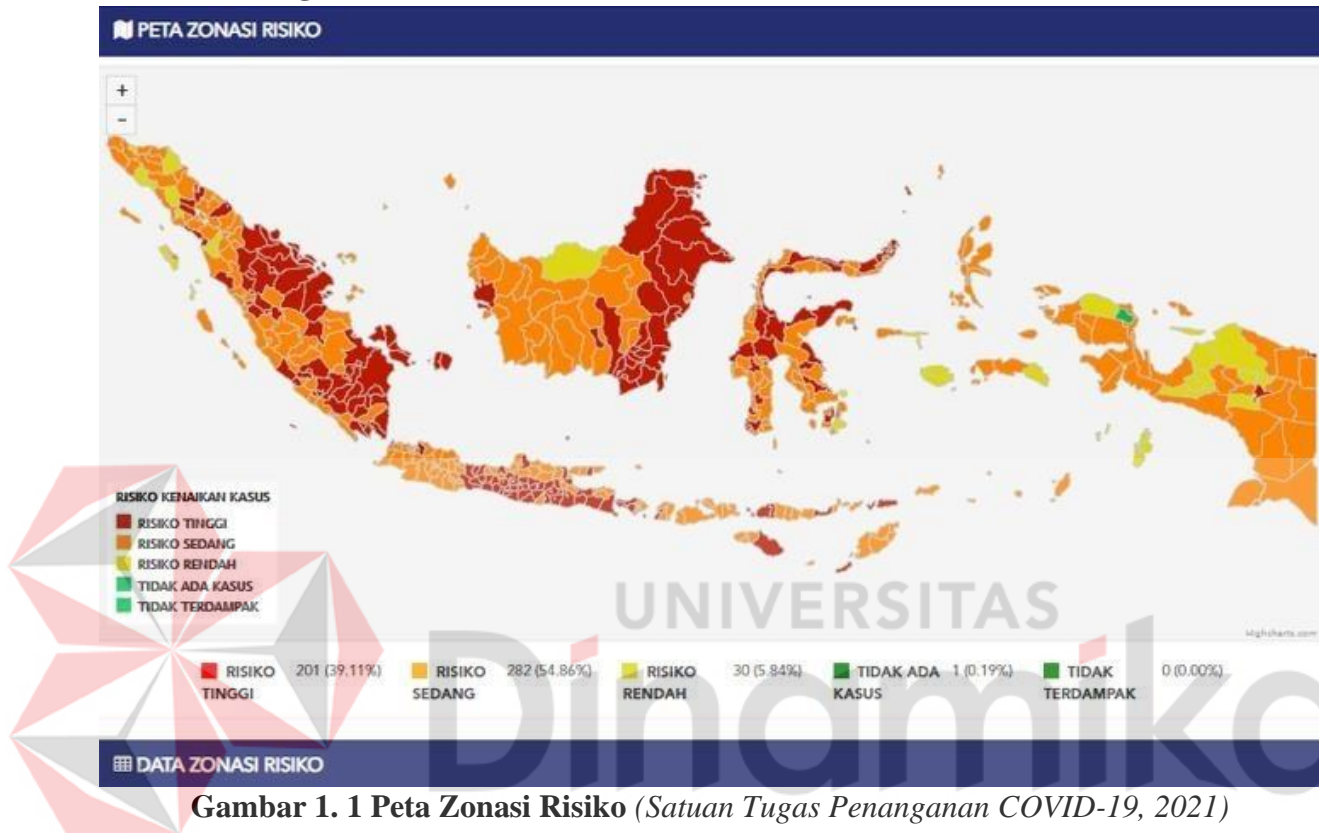 PETA ZONASI RISIKO
+
-
RISIKO KENAIKAN KASUS
RISIKO TINGGI
RISIKO SEDANG
RISIKO RENDAH
TIDAK ADA KASUS
TIDAK TERDAMPAK
UNIVERSITAS
Dinamika
Highcharts.com
RISIKO TINGGI 201 (39.11%)
RISIKO SEDANG 282 (54.86%)
RISIKO RENDAH 30 (5.84%)
TIDAK ADA KASUS 1 (0.19%)
TIDAK TERDAMPAK 0 (0.00%)
DATA ZONASI RISIKO
Gambar 1. 1 Peta Zonasi Risiko (Satuan Tugas Penanganan COVID-19, 2021)